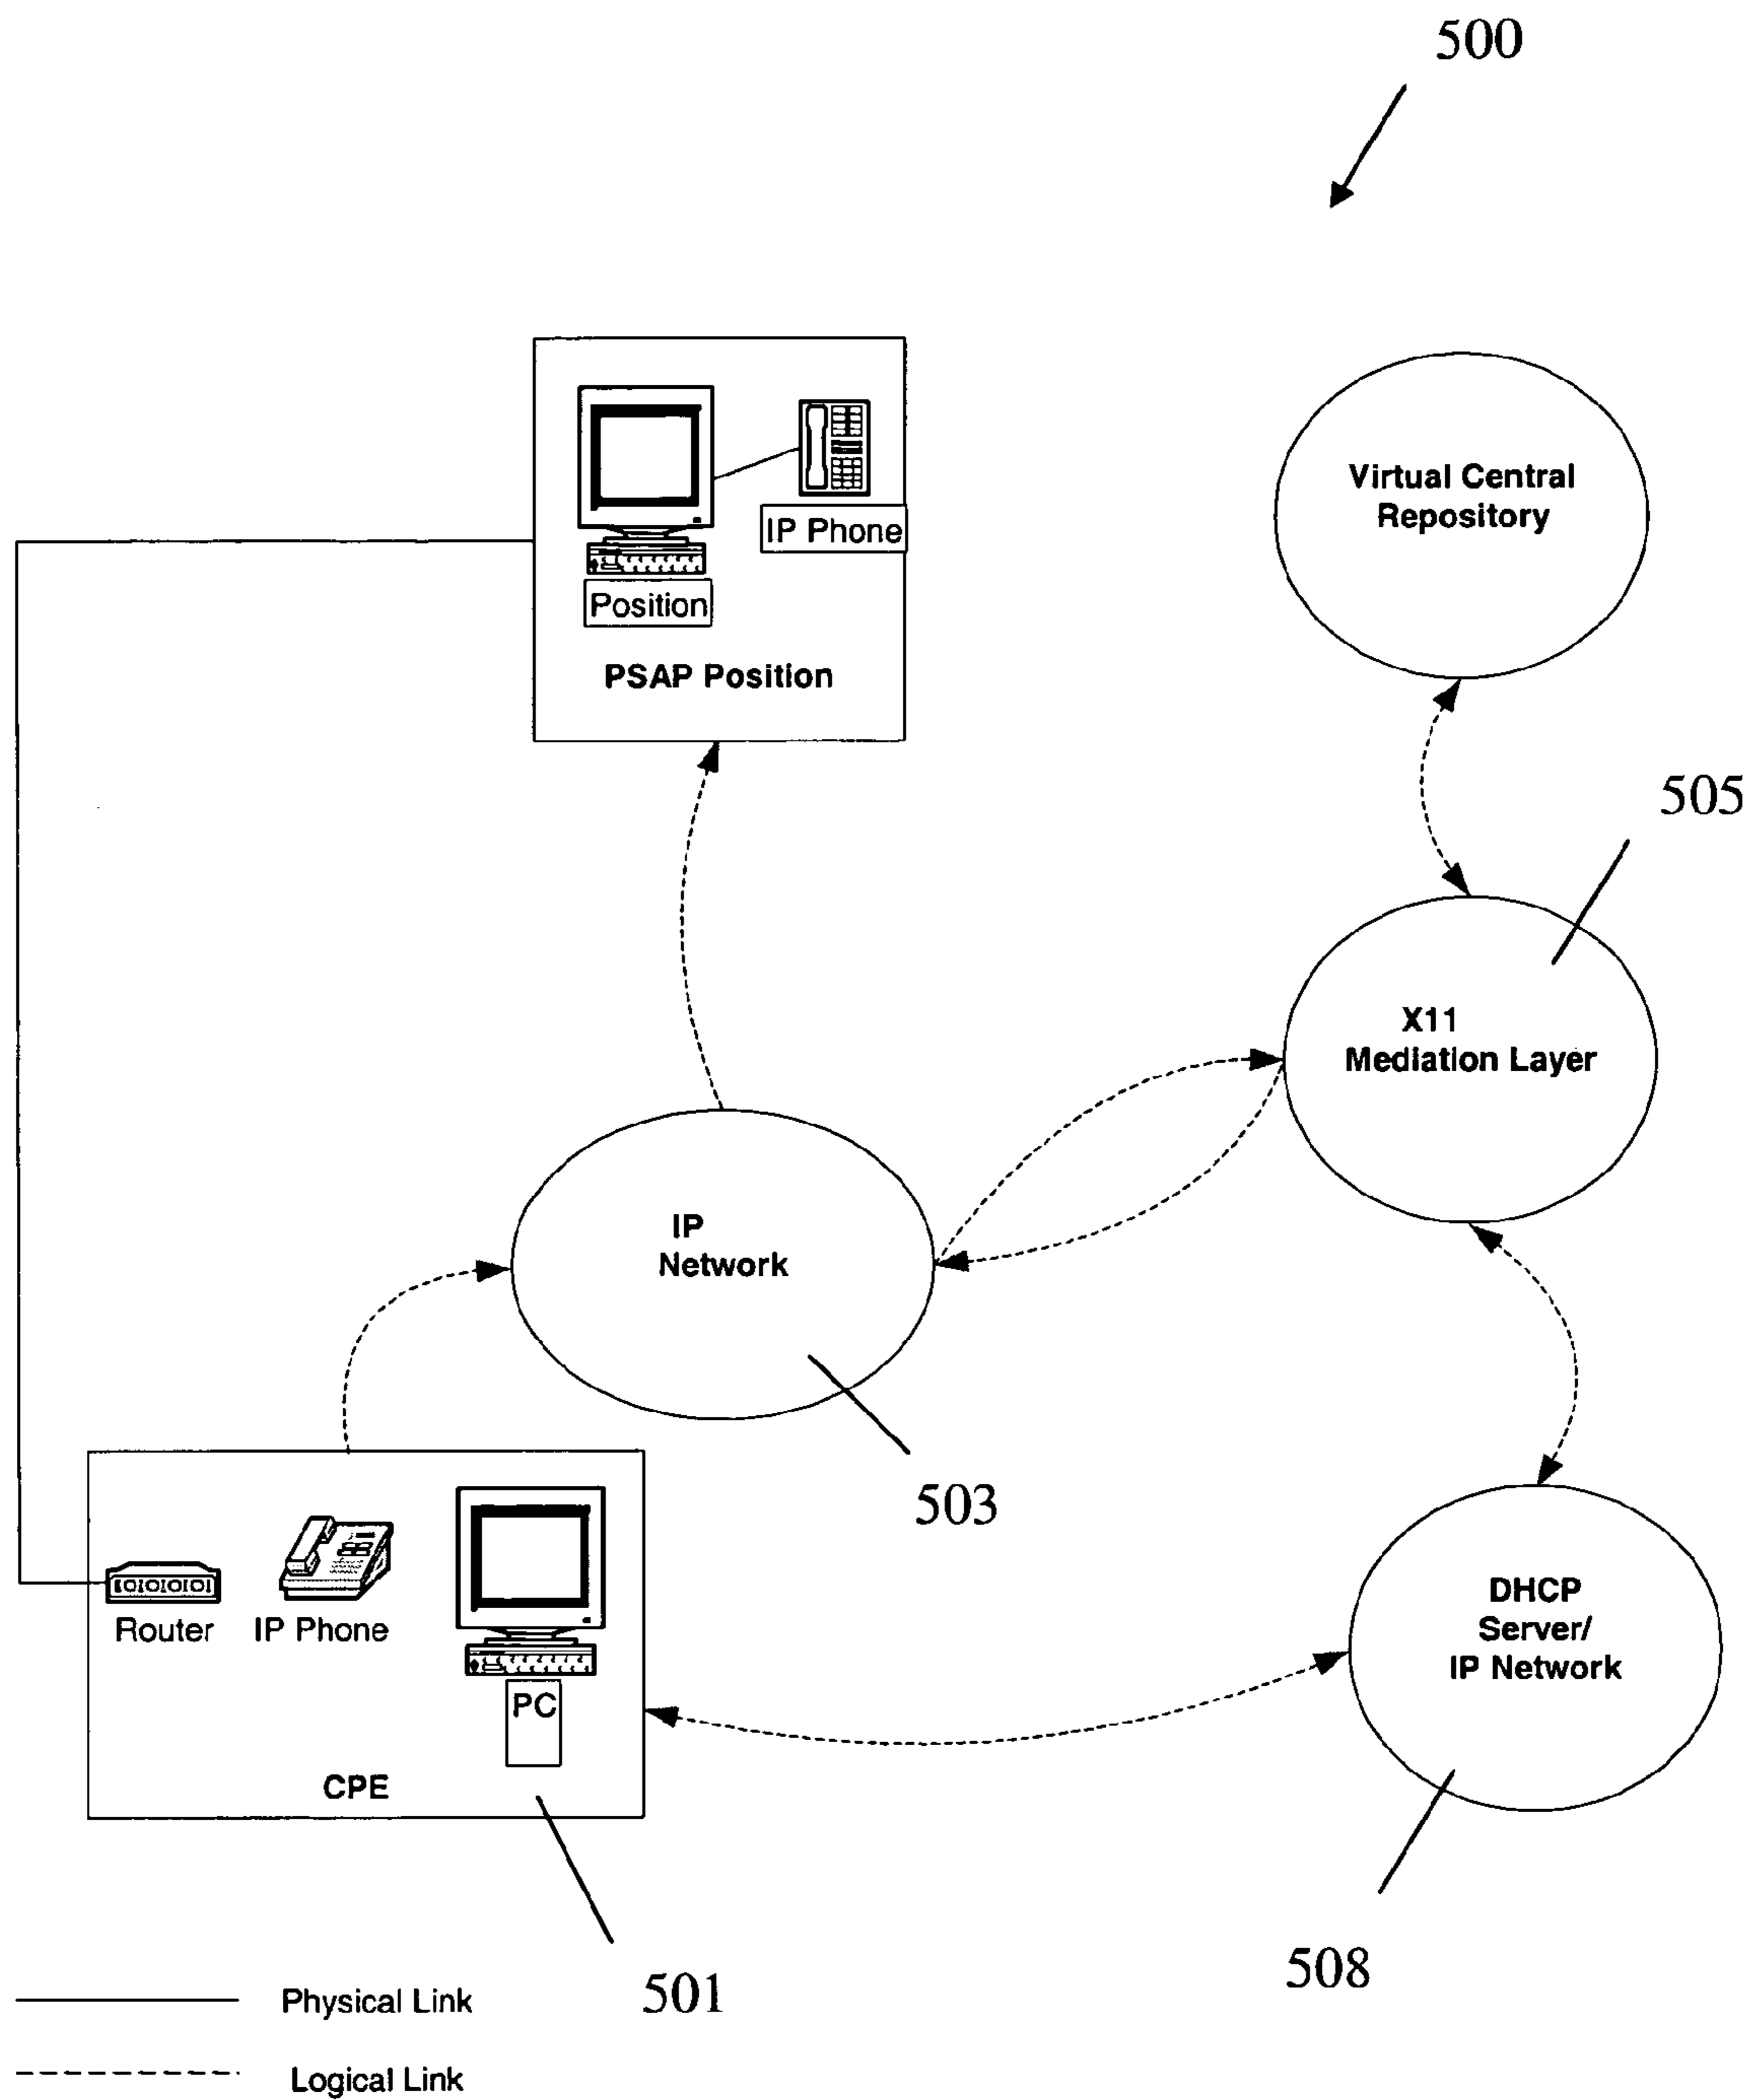 500
IP Phone
Position
PSAP Position
Virtual Central
Repository
505
X11
Mediation Layer
IP
Network
503
Router
IP Phone
PC
CPE
DHCP
Server/
IP Network
501
508
Physical Link
Logical Link